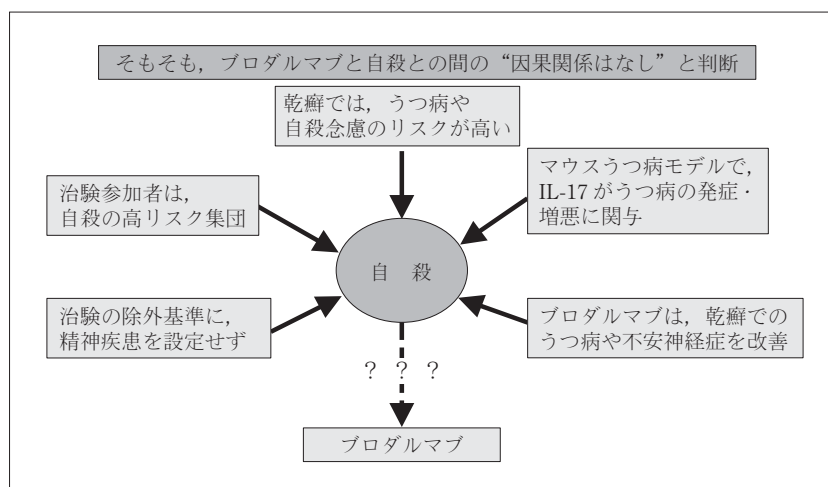 そもそも，ブロダルマブと自殺との間の“因果関係はなし”と判断
乾癬では，うつ病や
自殺念慮のリスクが高い
治験参加者は，
自殺の高リスク集団
マウスうつ病モデルで，
IL-17 がうつ病の発症・
増悪に関与
自 殺
治験の除外基準に，
精神疾患を設定せず
ブロダルマブは，乾癬での
うつ病や不安神経症を改善
？ ？ ？
ブロダルマブ